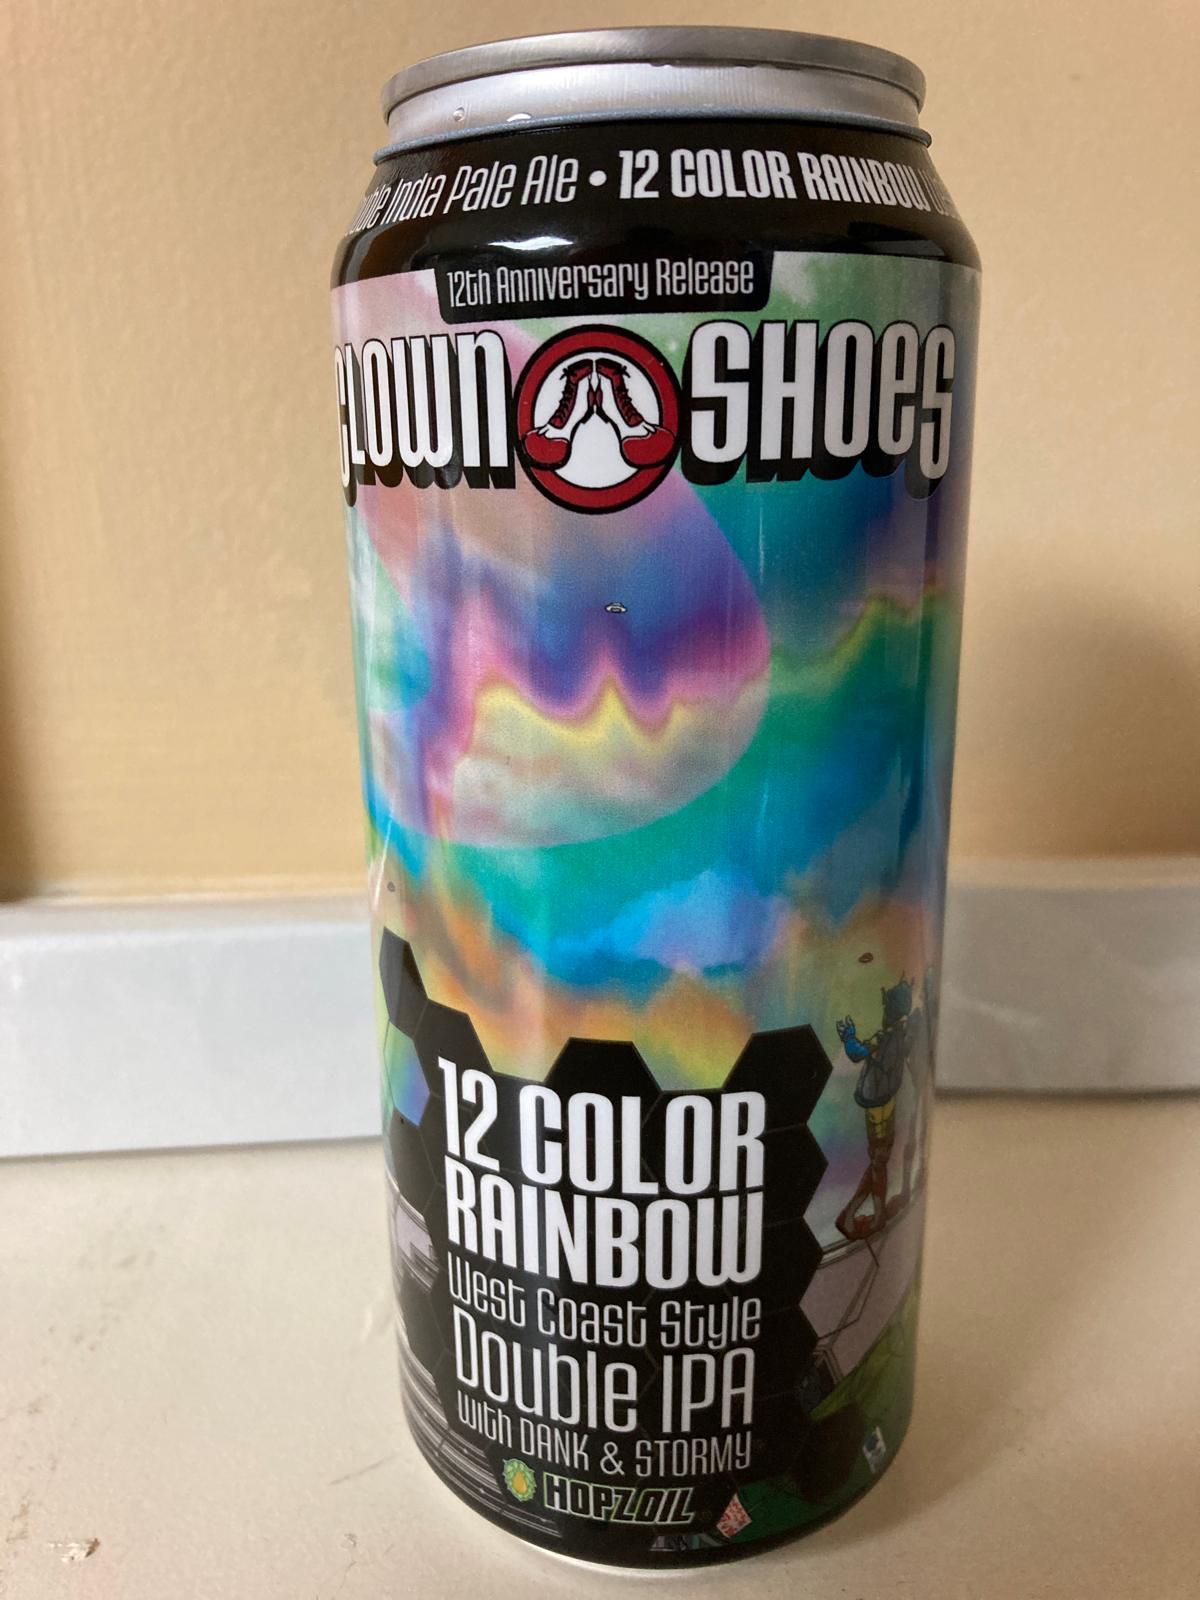 India Pale Ale • 12 COLOR RAINBOW
12th Anniversary Release
CLOWN SHOES
12 COLOR
RAINBOW
West Coast Style
Double IPA
with DANK & STORMY
HOPZOIL